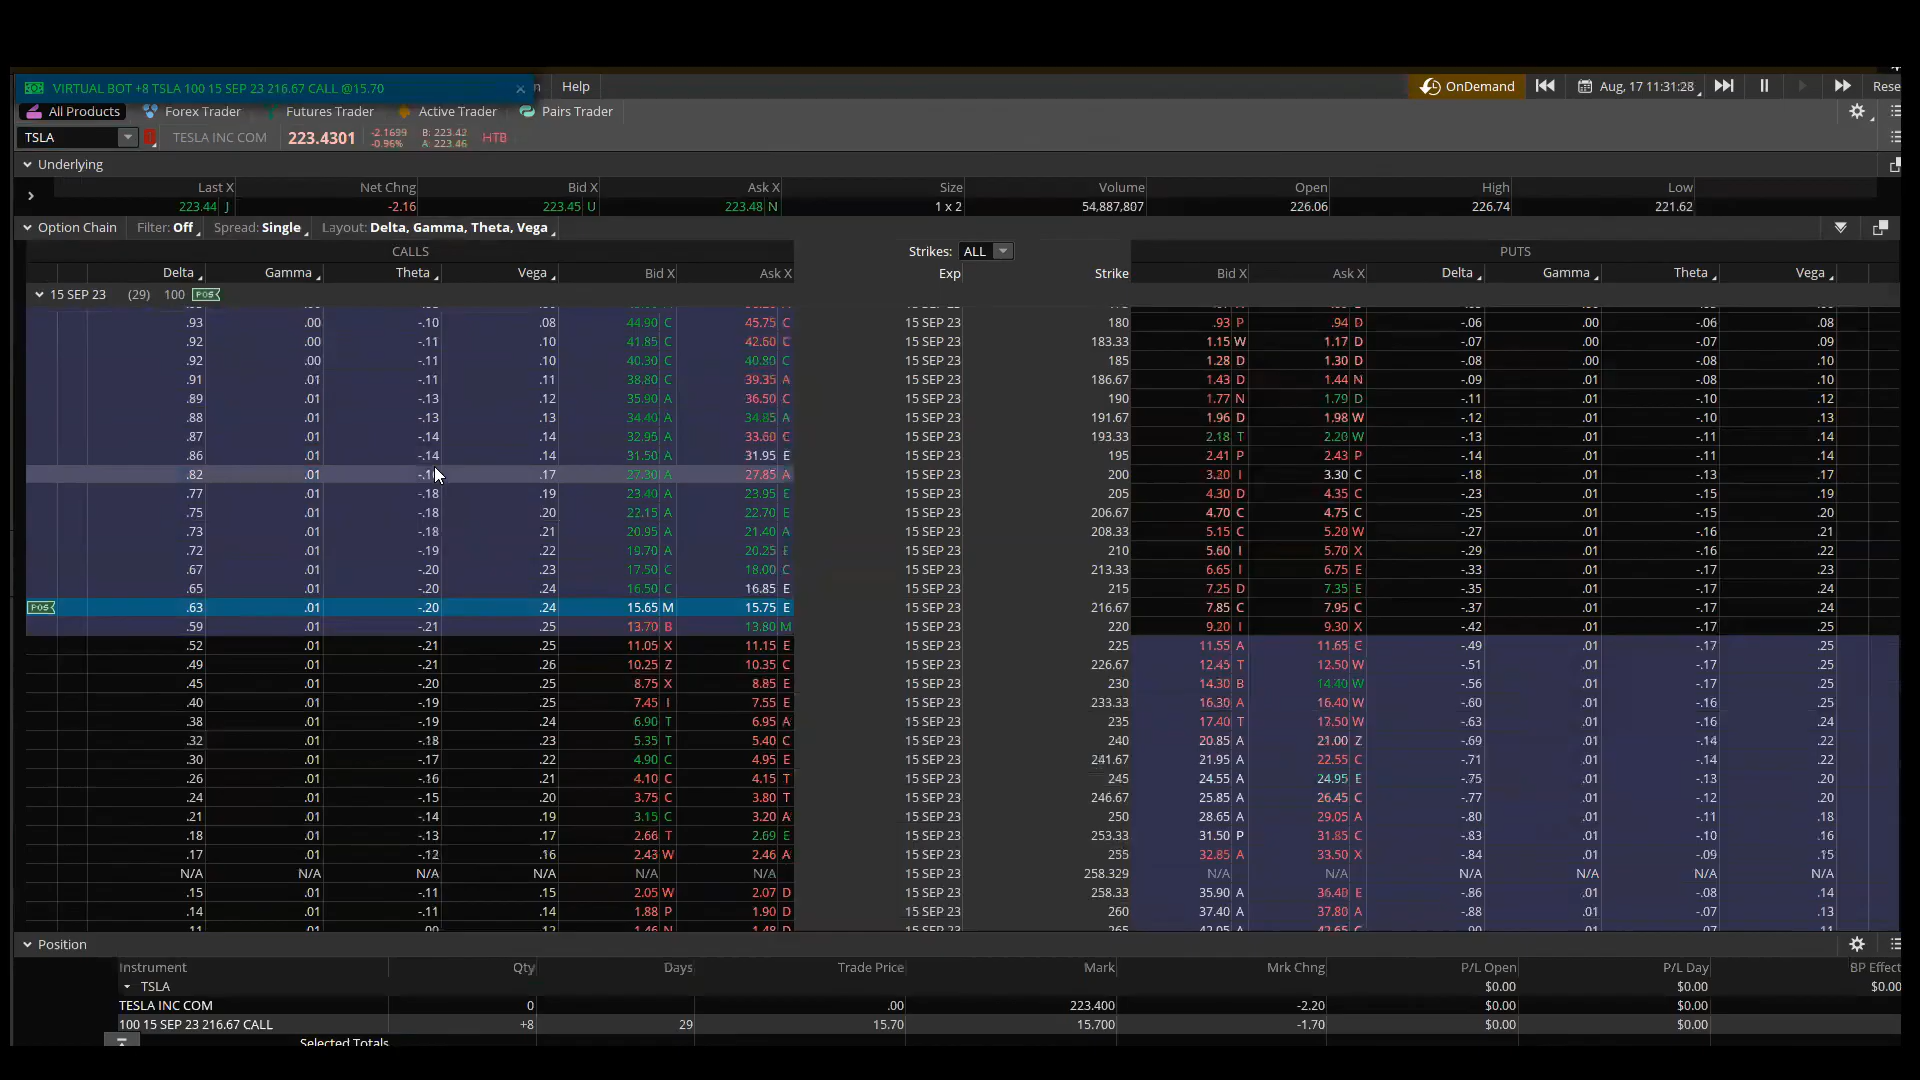 VIRTUAL BOT +8 TSLA 100 15 SEP 23 216.67 CALL @15.70 × n Help OnDemand Aug, 17 11:31:28 Rese
All Products Forex Trader Futures Trader Active Trader Pairs Trader
TSLA TESLA INC COM 223.4301 -2.1699 -0.96% B: 223.42 A: 223.46 HTB
Underlying
Last X Net Chng Bid X Ask X Size Volume Open High Low
223.44 J -2.16 223.45 U 223.48 N 1 x 2 54,887,807 226.06 226.74 221.62
Option Chain Filter: Off Spread: Single Layout: Delta, Gamma, Theta, Vega
CALLS Strikes: ALL PUTS
Delta Gamma Theta Vega Bid X Ask X Exp Strike Bid X Ask X Delta Gamma Theta Vega
15 SEP 23 (29) 100 POS
.93 .00 -.10 .08 44.90 C 45.75 C 15 SEP 23 180 .93 P .94 D -.06 .00 -.06 .08
.92 .00 -.11 .10 41.85 C 42.60 C 15 SEP 23 183.33 1.15 W 1.17 D -.07 .00 -.07 .09
.92 .00 -.11 .10 40.30 C 40.80 C 15 SEP 23 185 1.28 D 1.30 D -.08 .00 -.08 .10
.91 .01 -.11 .11 38.80 C 39.35 A 15 SEP 23 186.67 1.43 D 1.44 N -.09 .01 -.08 .10
.89 .01 -.13 .12 35.90 A 36.50 C 15 SEP 23 190 1.77 N 1.79 D -.11 .01 -.10 .12
.88 .01 -.13 .13 34.40 A 34.85 A 15 SEP 23 191.67 1.96 D 1.98 W -.12 .01 -.10 .13
.87 .01 -.14 .14 32.95 A 33.60 C 15 SEP 23 193.33 2.18 T 2.20 W -.13 .01 -.11 .14
.86 .01 -.14 .14 31.50 A 31.95 E 15 SEP 23 195 2.41 P 2.43 P -.14 .01 -.11 .14
.82 .01 .17 27.30 A 27.85 A 15 SEP 23 200 3.20 I 3.30 C -.18 .01 -.13 .17
.77 .01 -.18 .19 23.40 A 23.95 E 15 SEP 23 205 4.30 D 4.35 C -.23 .01 -.15 .19
.75 .01 -.18 .20 22.15 A 22.70 E 15 SEP 23 206.67 4.70 C 4.75 C -.25 .01 -.15 .20
.73 .01 -.18 .21 20.95 A 21.40 A 15 SEP 23 208.33 5.15 C 5.20 W -.27 .01 -.16 .21
.72 .01 -.19 .22 19.70 A 20.25 E 15 SEP 23 210 5.60 I 5.70 X -.29 .01 -.16 .22
.67 .01 -.20 .23 17.50 C 18.00 C 15 SEP 23 213.33 6.65 I 6.75 E -.33 .01 -.17 .23
.65 .01 -.20 .24 16.50 C 16.85 E 15 SEP 23 215 7.25 D 7.35 E -.35 .01 -.17 .24
POS .63 .01 -.20 .24 15.65 M 15.75 E 15 SEP 23 216.67 7.85 C 7.95 C -.37 .01 -.17 .24
.59 .01 -.21 .25 13.70 B 13.80 M 15 SEP 23 220 9.20 I 9.30 X -.42 .01 -.17 .25
.52 .01 -.21 .25 11.05 X 11.15 E 15 SEP 23 225 11.55 A 11.65 C -.49 .01 -.17 .25
.49 .01 -.21 .26 10.25 Z 10.35 C 15 SEP 23 226.67 12.45 T 12.50 W -.51 .01 -.17 .25
.45 .01 -.20 .25 8.75 X 8.85 E 15 SEP 23 230 14.30 B 14.40 W -.56 .01 -.17 .25
.40 .01 -.19 .25 7.45 I 7.55 E 15 SEP 23 233.33 16.30 A 16.40 W -.60 .01 -.16 .25
.38 .01 -.19 .24 6.90 T 6.95 A 15 SEP 23 235 17.40 T 17.50 W -.63 .01 -.16 .24
.32 .01 -.18 .23 5.35 T 5.40 C 15 SEP 23 240 20.85 A 21.00 Z -.69 .01 -.14 .22
.30 .01 -.17 .22 4.90 C 4.95 E 15 SEP 23 241.67 21.95 A 22.55 C -.71 .01 -.14 .22
.26 .01 -.16 .21 4.10 C 4.15 T 15 SEP 23 245 24.55 A 24.95 E -.75 .01 -.13 .20
.24 .01 -.15 .20 3.75 C 3.80 T 15 SEP 23 246.67 25.85 A 26.45 C -.77 .01 -.12 .20
.21 .01 -.14 .19 3.15 C 3.20 A 15 SEP 23 250 28.65 A 29.05 A -.80 .01 -.11 .18
.18 .01 -.13 .17 2.66 T 2.69 E 15 SEP 23 253.33 31.50 P 31.85 C -.83 .01 -.10 .16
.17 .01 -.12 .16 2.43 W 2.46 A 15 SEP 23 255 32.85 A 33.50 X -.84 .01 -.09 .15
N/A N/A N/A N/A N/A N/A 15 SEP 23 258.329 N/A N/A N/A N/A N/A N/A
.15 .01 -.11 .15 2.05 W 2.07 D 15 SEP 23 258.33 35.90 A 36.40 E -.86 .01 -.08 .14
.14 .01 -.11 .14 1.88 P 1.90 D 15 SEP 23 260 37.40 A 37.80 A -.88 .01 -.07 .13
Position
Instrument Qty Days Trade Price Mark Mrk Chng P/L Open P/L Day BP Effect
TSLA $0.00 $0.00 $0.00
TESLA INC COM 0 .00 223.400 -2.20 $0.00 $0.00
100 15 SEP 23 216.67 CALL +8 29 15.70 15.700 -1.70 $0.00 $0.00
Selected Totals